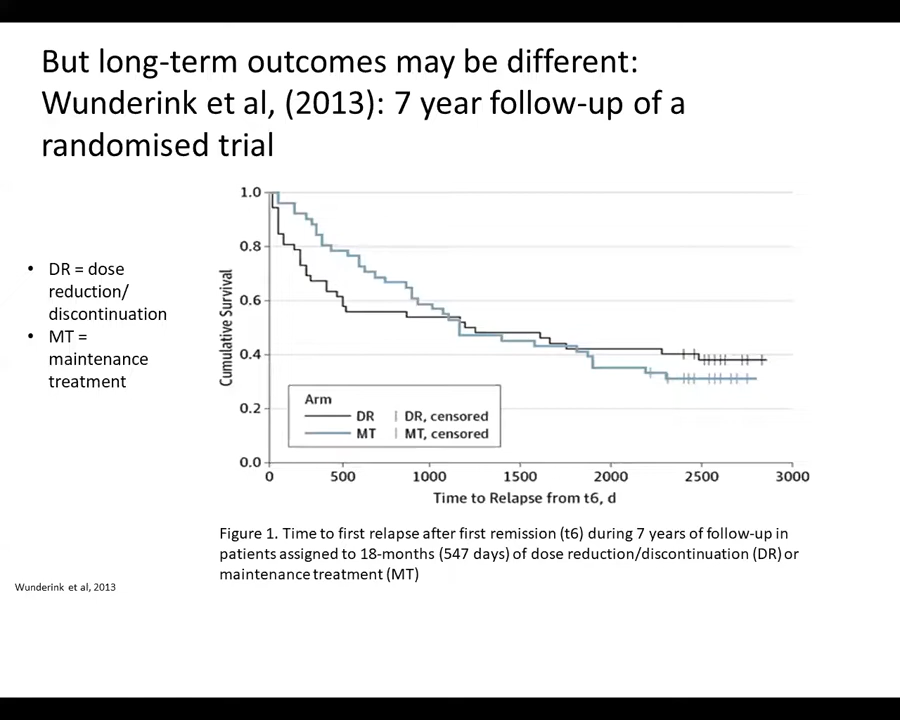 But long-term outcomes may be different:
Wunderink et al, (2013): 7 year follow-up of a
randomised trial
• DR = dose
reduction/
discontinuation
• MT =
maintenance
treatment
Cumulative Survival
1.0
0.8
0.6
0.4
0.2
0.0
Arm
DR | DR, censored
MT | MT, censored
0 500 1000 1500 2000 2500 3000
Time to Relapse from t6, d
Figure 1. Time to first relapse after first remission (t6) during 7 years of follow-up in
patients assigned to 18-months (547 days) of dose reduction/discontinuation (DR) or
maintenance treatment (MT)
Wunderink et al, 2013